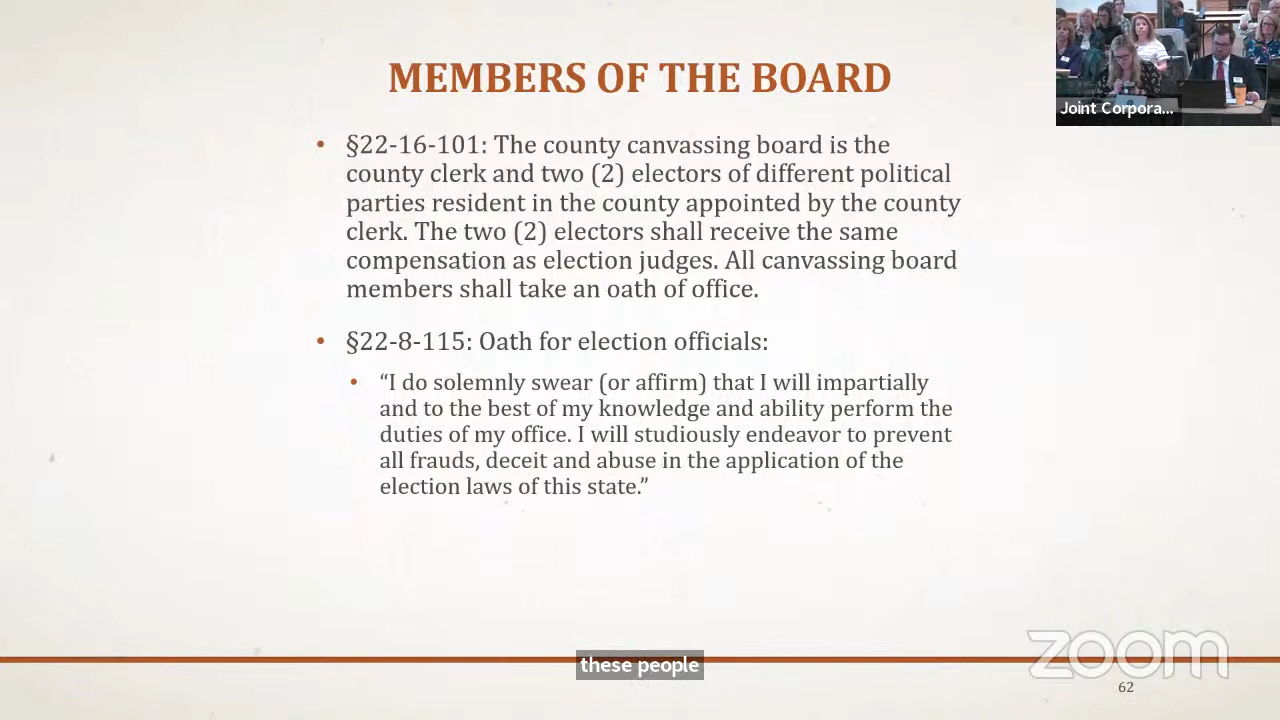 Joint Corpora...
MEMBERS OF THE BOARD
• §22-16-101: The county canvassing board is the
county clerk and two (2) electors of different political
parties resident in the county appointed by the county
clerk. The two (2) electors shall receive the same
compensation as election judges. All canvassing board
members shall take an oath of office.
• §22-8-115: Oath for election officials:
• “I do solemnly swear (or affirm) that I will impartially
and to the best of my knowledge and ability perform the
duties of my office. I will studiously endeavor to prevent
all frauds, deceit and abuse in the application of the
election laws of this state.”
zoom
these people
62